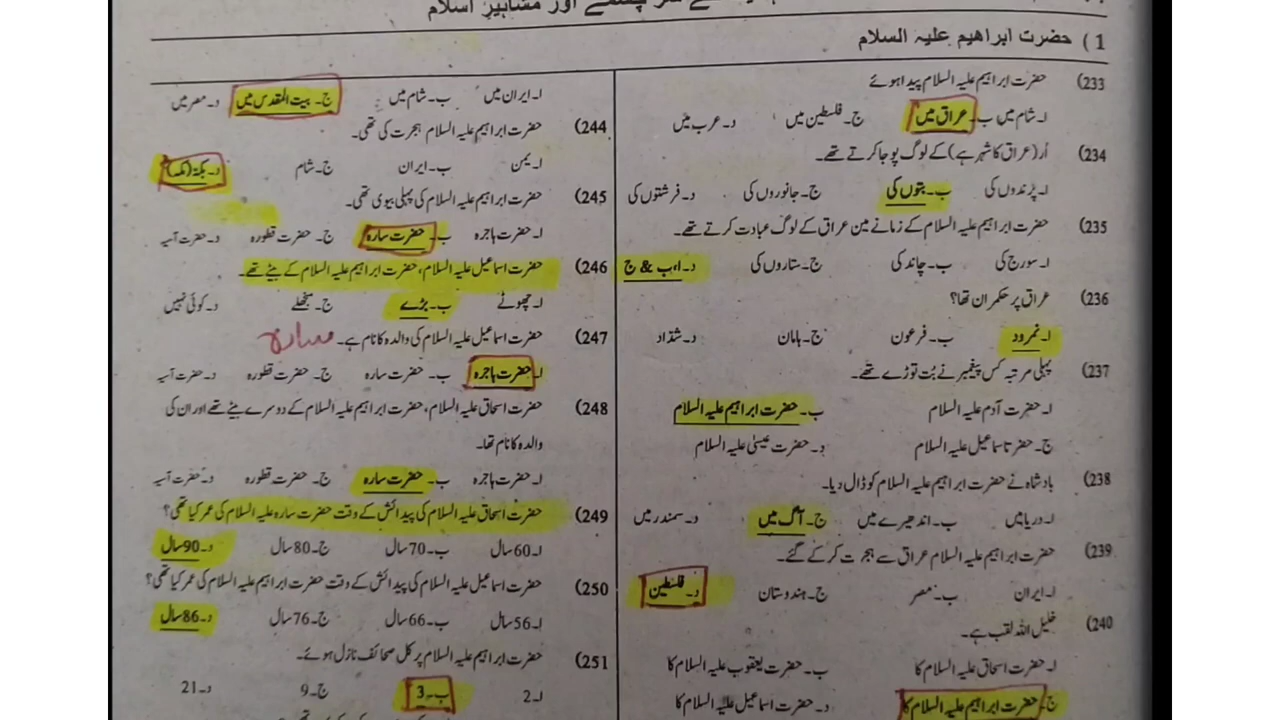 مشاہیرِ اسلام
1 ) حضرت ابراھیم علیہ السلام
233) حضرت ابراہیم علیہ السلام پیدا ہوئے
ا۔ شام میں ب۔ عراق میں ج۔ فلسطین میں د۔ عرب میں
234) اُر (عراق کا شہر ہے) کے لوگ پوجا کرتے تھے۔
ا۔ پرندوں کی ب۔ بتوں کی ج۔ جانوروں کی د۔ فرشتوں کی
235) حضرت ابراہیم علیہ السلام کے زمانے مین عراق کے لوگ عبادت کرتے تھے۔
ا۔ سورج کی ب۔ چاند کی ج۔ ستاروں کی د۔ ا،ب & ج
236) عراق پر حکمران تھا؟
ا۔ نمرود ب۔ فرعون ج۔ ہامان د۔ شدّاد
237) پہلی مرتبہ کس پیغمبر نے بُت توڑے تھے۔
ا۔ حضرت آدم علیہ السلام ب۔ حضرت ابراہیم علیہ السلام
ج۔ حضرتا سماعیل علیہ السلام د۔ حضرت عیسیٰ علیہ السلام
238) بادشاہ نے حضرت ابراہیم علیہ السلام کو ڈال دیا۔
ا۔ دریا میں ب۔ اندھیرے میں ج۔ آگ میں د۔ سمندر میں
239) حضرت ابراہیم علیہ السلام عراق سے ہجرت کر کے گئے۔
ا۔ ایران ب۔ مصر ج۔ ہندوستان د۔ فلسطین
240) خلیل اللہ لقب ہے۔
ا۔ حضرت اسحاق علیہ السلام کا ب۔ حضرت یعقوب علیہ السلام کا
ج۔ حضرت ابراہیم علیہ السلام کا د۔ حضرت اسماعیل علیہ السلام کا
ا۔ ایران میں ب۔ شام میں ج۔ بیت المقدس میں د۔ مصر میں
244) حضرت ابراہیم علیہ السلام ہجرت کی تھی۔
ا۔ یمن ب۔ ایران ج۔ شام د۔ بکتہ (مکہ)
245) حضرت ابراہیم علیہ السلام کی پہلی بیوی تھی۔
ا۔ حضرت ہاجرہ ب۔ حضرت سارہ ج۔ حضرت قطورہ د۔ حضرت آسیہ
246) حضرت اسماعیل علیہ السلام، حضرت ابراہیم علیہ السلام کے بیٹے تھے۔
ا۔ چھوٹے ب۔ بڑے ج۔ منجھلے د۔ کوئی نہیں
247) حضرت اسماعیل علیہ السلام کی والدہ کا نام ہے۔ سارہ
ا۔ حضرت ہاجرہ ب۔ حضرت سارہ ج۔ حضرت قطورہ د۔ حضرت آسیہ
248) حضرت اسحاق علیہ السلام، حضرت ابراہیم علیہ السلام کے دوسرے بیٹے تھے اور ان کی
والدہ کا نام تھا۔
ا۔ حضرت ہاجرہ ب۔ حضرت سارہ ج۔ حضرت قطورہ د۔ حضرت آسیہ
249) حضرت اسحاق علیہ السلام کی پیدائش کے وقت حضرت سارہ علیہ السلام کی عمر کیا تھی؟
ا۔ 60 سال ب۔ 70 سال ج۔ 80 سال د۔ 90 سال
250) حضرت اسماعیل علیہ السلام کی پیدائش کے وقت حضرت ابراہیم علیہ السلام کی عمر کیا تھی؟
ا۔ 56 سال ب۔ 66 سال ج۔ 76 سال د۔ 86 سال
251) حضرت ابراہیم علیہ السلام پر کل صحائف نازل ہوئے۔
ا۔ 2 ب۔ 3 ج۔ 9 د۔ 21